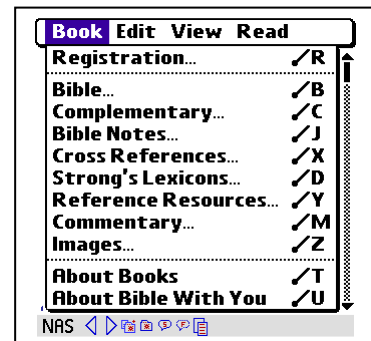 Book Edit View Read
Registration... /R
Bible... /B
Complementary... /C
Bible Notes... /J
Cross References... /X
Strong's Lexicons... /D
Reference Resources... /Y
Commentary... /M
Images... /Z
About Books /T
About Bible With You /U
NAS